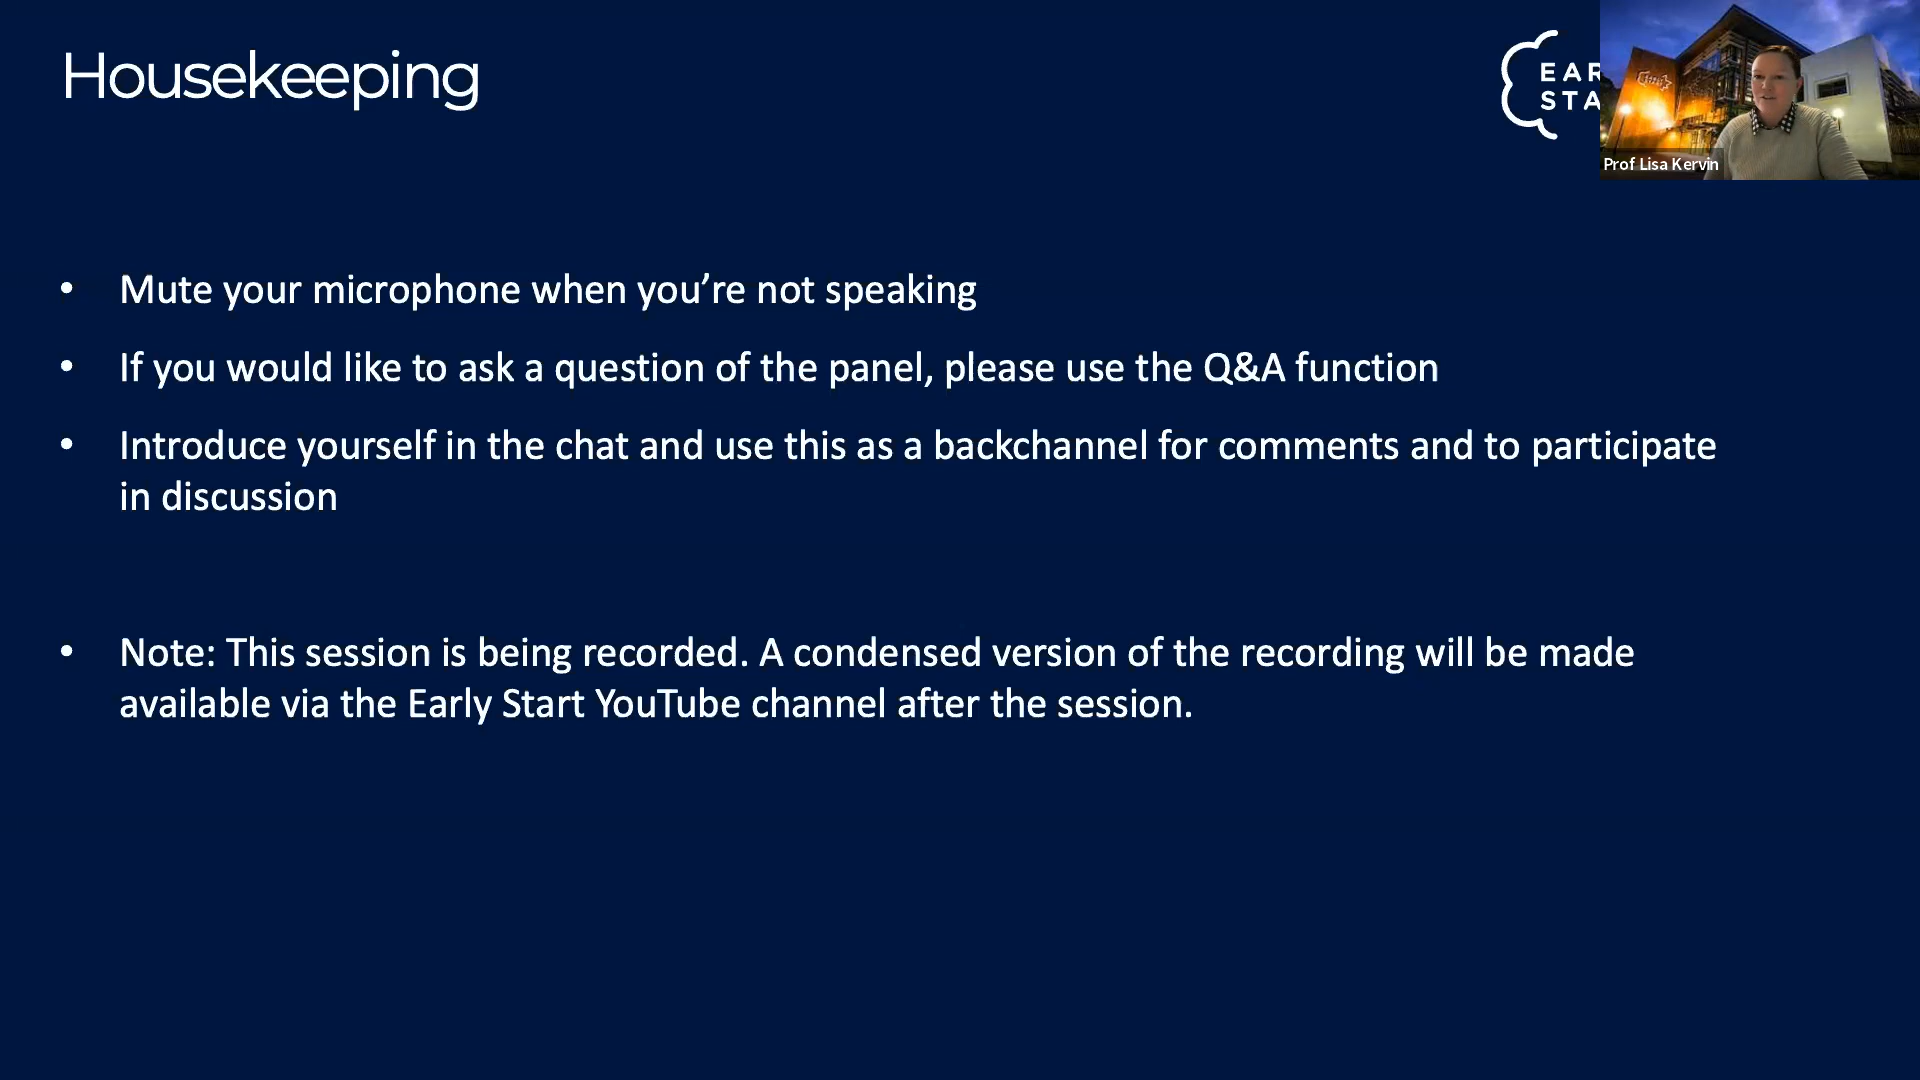 Housekeeping
EAR
STA
Prof Lisa Kervin
• Mute your microphone when you’re not speaking
• If you would like to ask a question of the panel, please use the Q&A function
• Introduce yourself in the chat and use this as a backchannel for comments and to participate
in discussion
• Note: This session is being recorded. A condensed version of the recording will be made
available via the Early Start YouTube channel after the session.